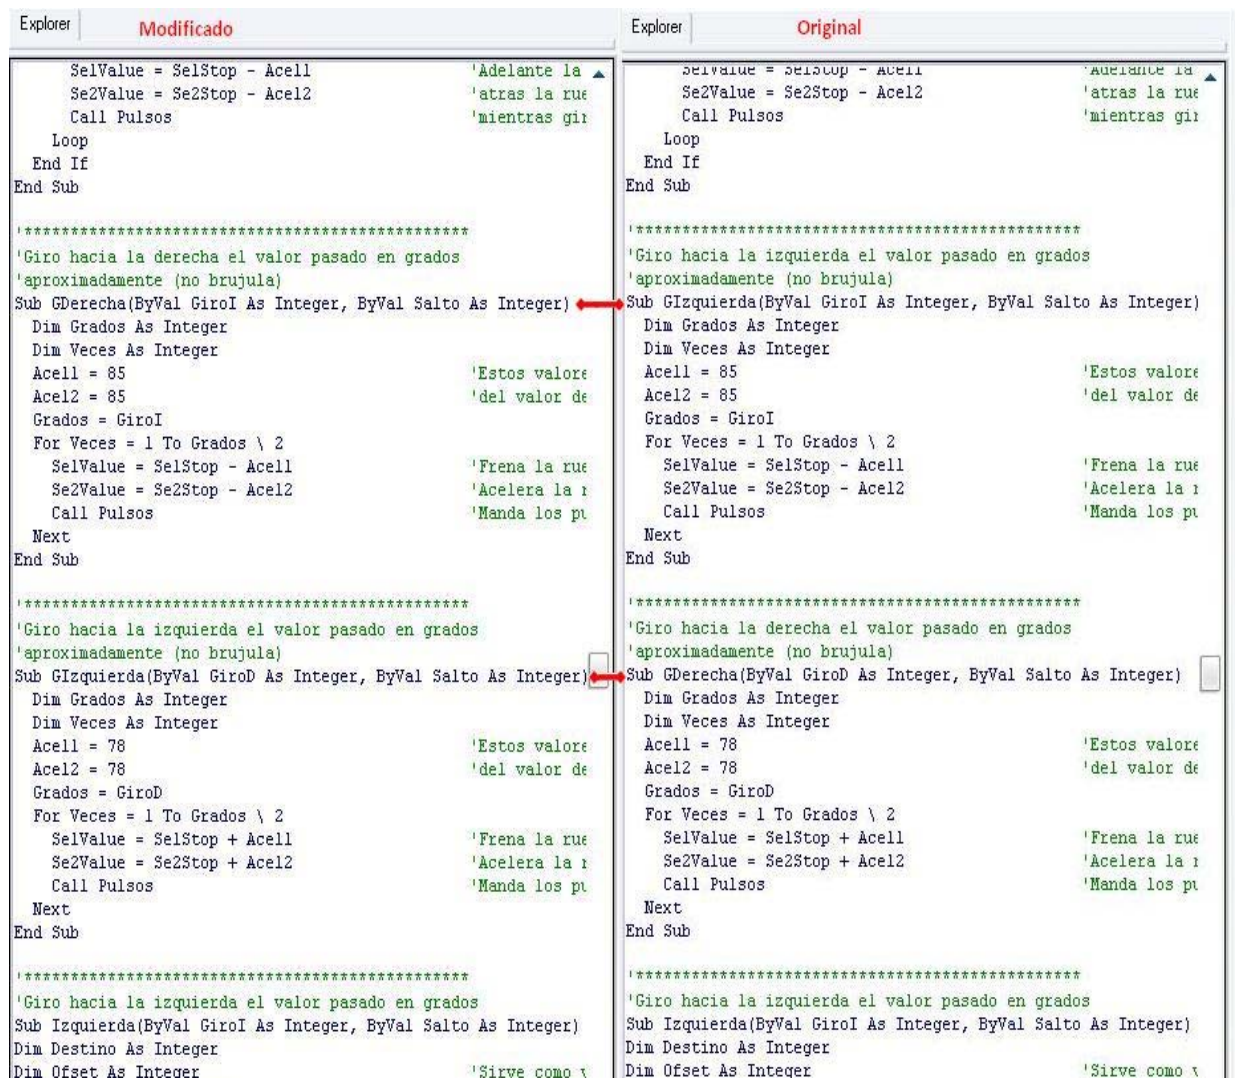 Explorer
Modificado
SelValue = SelStop - Acel1 'Adelante la
Se2Value = Se2Stop - Acel2 'atras la rue
Call Pulsos 'mientras gir
Loop
End If
End Sub
'************************************************
'Giro hacia la derecha el valor pasado en grados
'aproximadamente (no brujula)
Sub GDerecha(ByVal GiroI As Integer, ByVal Salto As Integer)
Dim Grados As Integer
Dim Veces As Integer
Acel1 = 85 'Estos valore
Acel2 = 85 'del valor de
Grados = GiroI
For Veces = 1 To Grados \ 2
SelValue = SelStop - Acel1 'Frena la rue
Se2Value = Se2Stop - Acel2 'Acelera la r
Call Pulsos 'Manda los pu
Next
End Sub
'************************************************
'Giro hacia la izquierda el valor pasado en grados
'aproximadamente (no brujula)
Sub GIzquierda(ByVal GiroD As Integer, ByVal Salto As Integer)
Dim Grados As Integer
Dim Veces As Integer
Acel1 = 78 'Estos valore
Acel2 = 78 'del valor de
Grados = GiroD
For Veces = 1 To Grados \ 2
SelValue = SelStop + Acel1 'Frena la rue
Se2Value = Se2Stop + Acel2 'Acelera la r
Call Pulsos 'Manda los pu
Next
End Sub
'************************************************
'Giro hacia la izquierda el valor pasado en grados
Sub Izquierda(ByVal GiroI As Integer, ByVal Salto As Integer)
Dim Destino As Integer
Dim Ofset As Integer 'Sirve como v
Explorer
Original
SelValue = SelStop - Acel1 'Adelante la
Se2Value = Se2Stop - Acel2 'atras la rue
Call Pulsos 'mientras gir
Loop
End If
End Sub
'************************************************
'Giro hacia la izquierda el valor pasado en grados
'aproximadamente (no brujula)
Sub GIzquierda(ByVal GiroI As Integer, ByVal Salto As Integer)
Dim Grados As Integer
Dim Veces As Integer
Acel1 = 85 'Estos valore
Acel2 = 85 'del valor de
Grados = GiroI
For Veces = 1 To Grados \ 2
SelValue = SelStop - Acel1 'Frena la rue
Se2Value = Se2Stop - Acel2 'Acelera la r
Call Pulsos 'Manda los pu
Next
End Sub
'************************************************
'Giro hacia la derecha el valor pasado en grados
'aproximadamente (no brujula)
Sub GDerecha(ByVal GiroD As Integer, ByVal Salto As Integer)
Dim Grados As Integer
Dim Veces As Integer
Acel1 = 78 'Estos valore
Acel2 = 78 'del valor de
Grados = GiroD
For Veces = 1 To Grados \ 2
SelValue = SelStop + Acel1 'Frena la rue
Se2Value = Se2Stop + Acel2 'Acelera la r
Call Pulsos 'Manda los pu
Next
End Sub
'************************************************
'Giro hacia la izquierda el valor pasado en grados
Sub Izquierda(ByVal GiroI As Integer, ByVal Salto As Integer)
Dim Destino As Integer
Dim Ofset As Integer 'Sirve como v